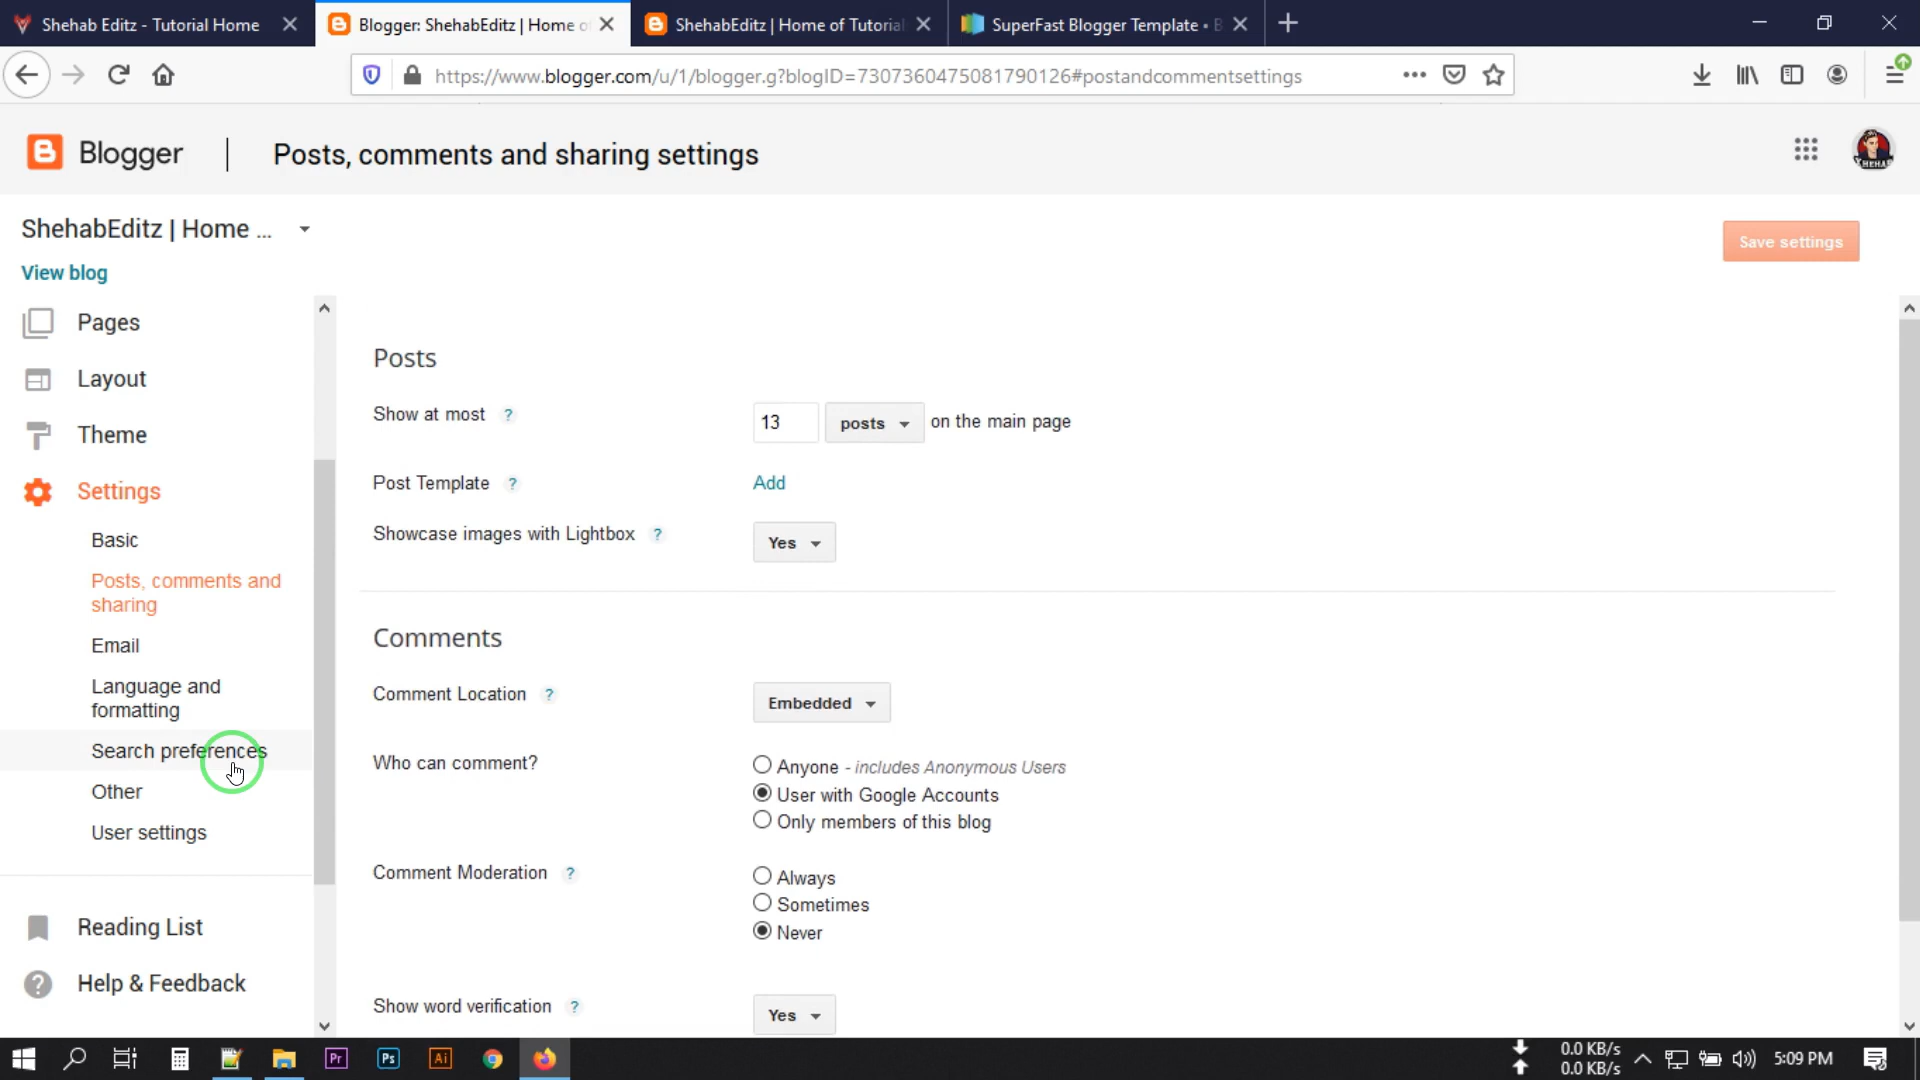 Shehab Editz - Tutorial Home
Blogger: ShehabEditz | Home o
ShehabEditz | Home of Tutorial
SuperFast Blogger Template • B
https://www.blogger.com/u/1/blogger.g?blogID=7307360475081790126#postandcommentsettings
Blogger
Posts, comments and sharing settings
ShehabEditz | Home ...
View blog
Save settings
Pages
Layout
Theme
Settings
Basic
Posts, comments and
sharing
Email
Language and
formatting
Search preferences
Other
User settings
Reading List
Help & Feedback
Posts
Show at most ?
13 posts on the main page
Post Template ?
Add
Showcase images with Lightbox ?
Yes
Comments
Comment Location ?
Embedded
Who can comment?
Anyone - includes Anonymous Users
User with Google Accounts
Only members of this blog
Comment Moderation ?
Always
Sometimes
Never
Show word verification ?
Yes
Pr
Ps
Ai
0.0 KB/s
0.0 KB/s
5:09 PM